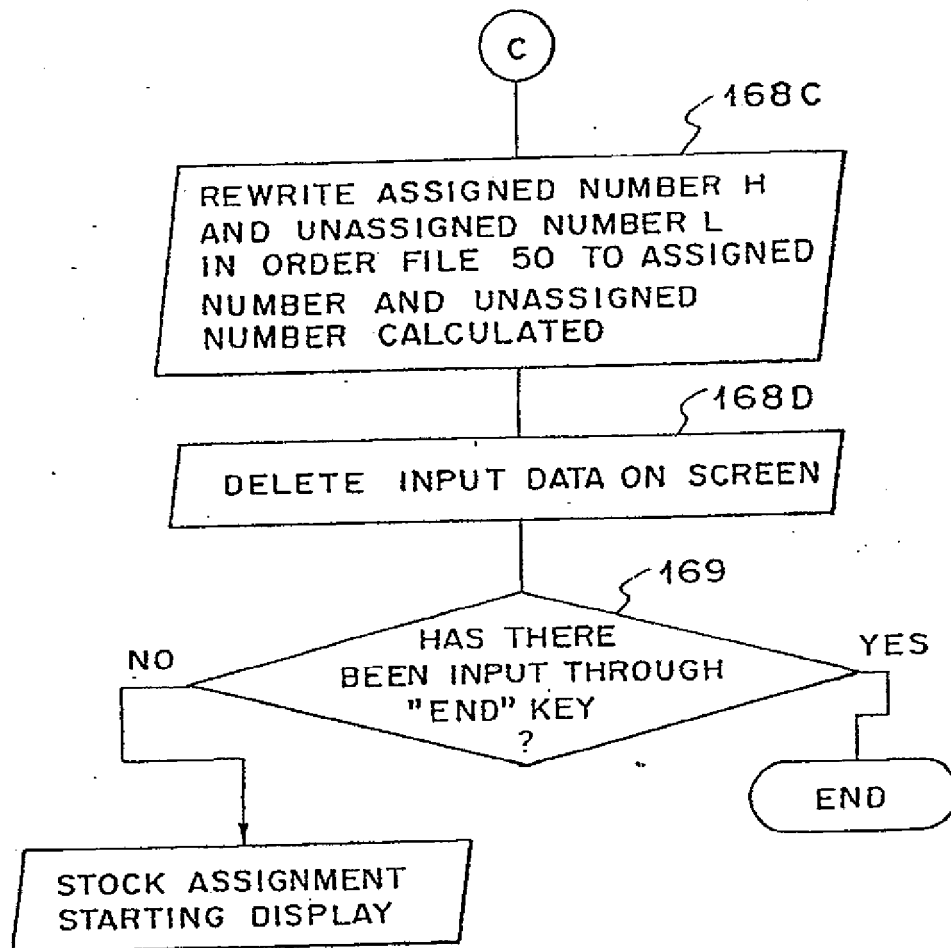 C
168C
REWRITE ASSIGNED NUMBER H
AND UNASSIGNED NUMBER L
IN ORDER FILE 50 TO ASSIGNED
NUMBER AND UNASSIGNED
NUMBER CALCULATED
168D
DELETE INPUT DATA ON SCREEN
169
HAS THERE
BEEN INPUT THROUGH
"END" KEY
?
NO
YES
END
STOCK ASSIGNMENT
STARTING DISPLAY